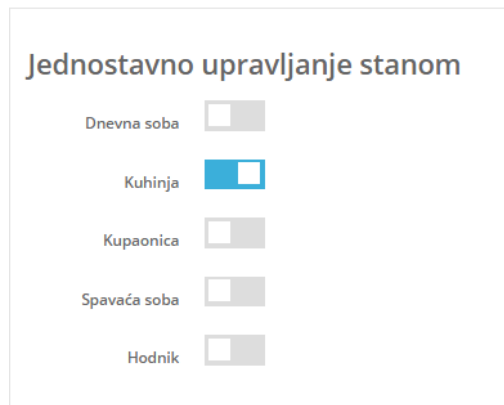 Jednostavno upravljanje stanom
Dnevna soba
Kuhinja
Kupaonica
Spavaća soba
Hodnik